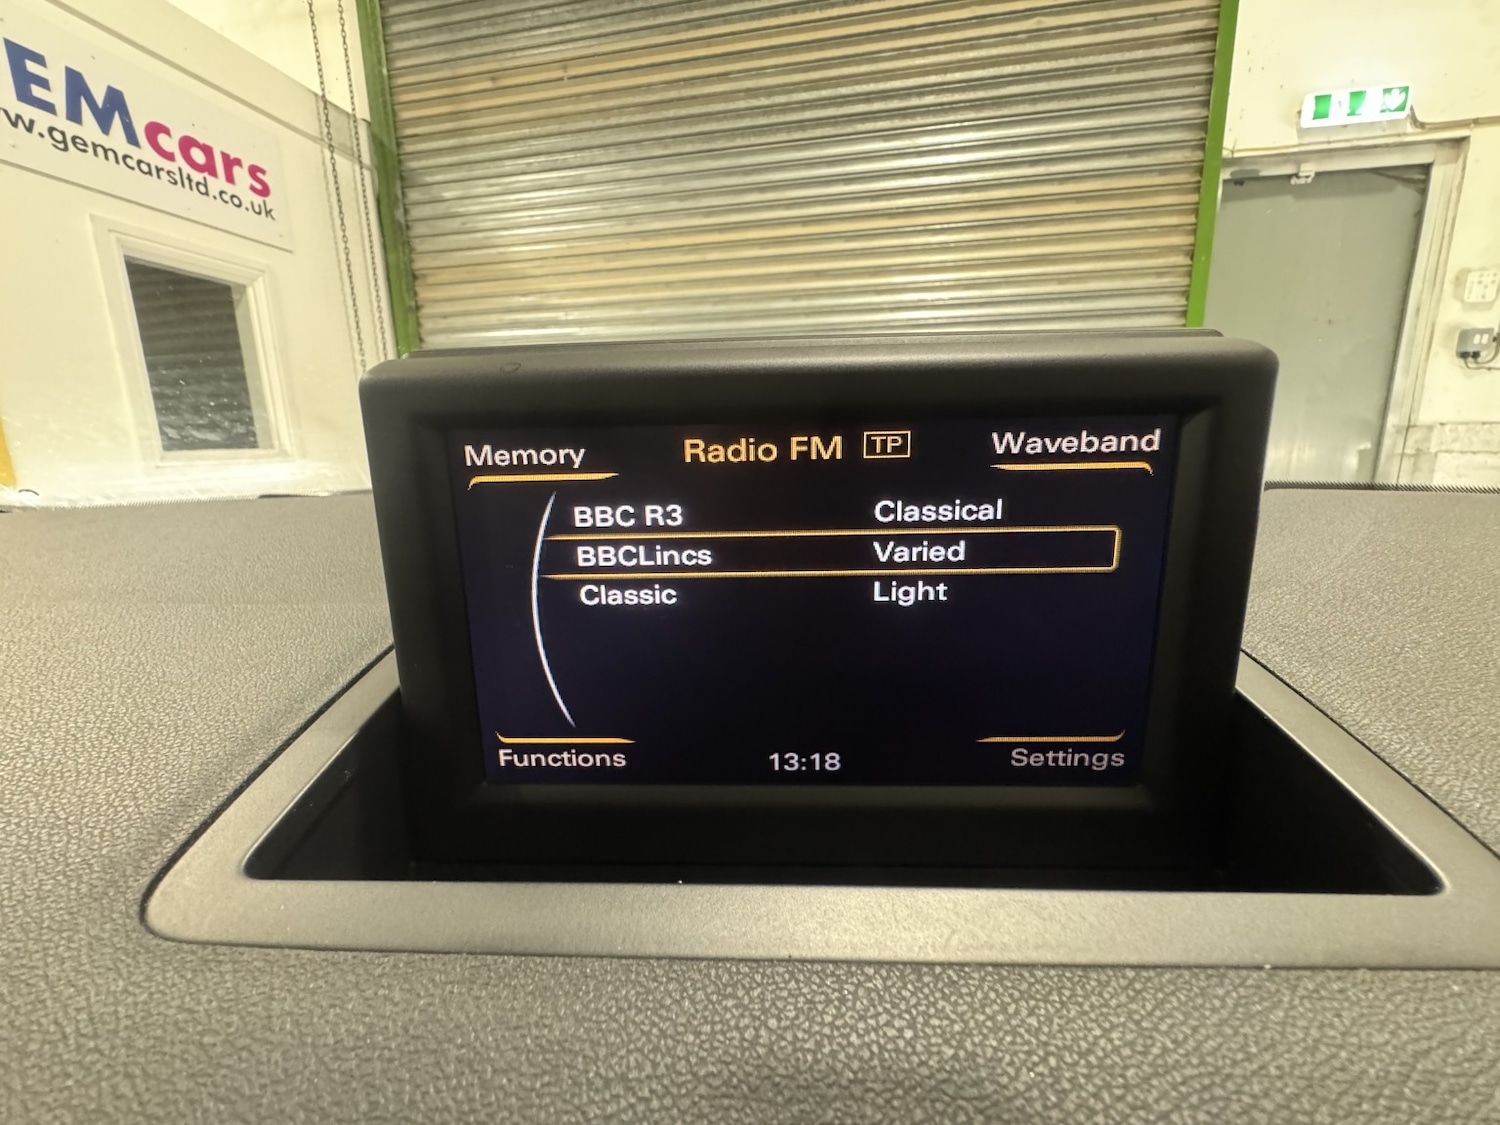 EMcars
w.gemcarsltd.co.uk
Memory
Radio FM TP
Waveband
BBC R3 Classical
BBCLincs Varied
Classic Light
Functions
13:18
Settings